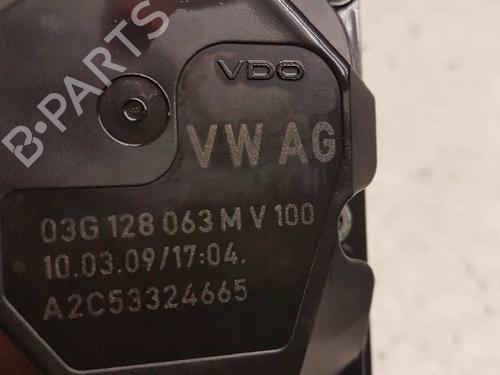 VDO
B-PARTS
VW AG
03G 128 063 M V 100
10.03.09/17:04.
A2C53324665